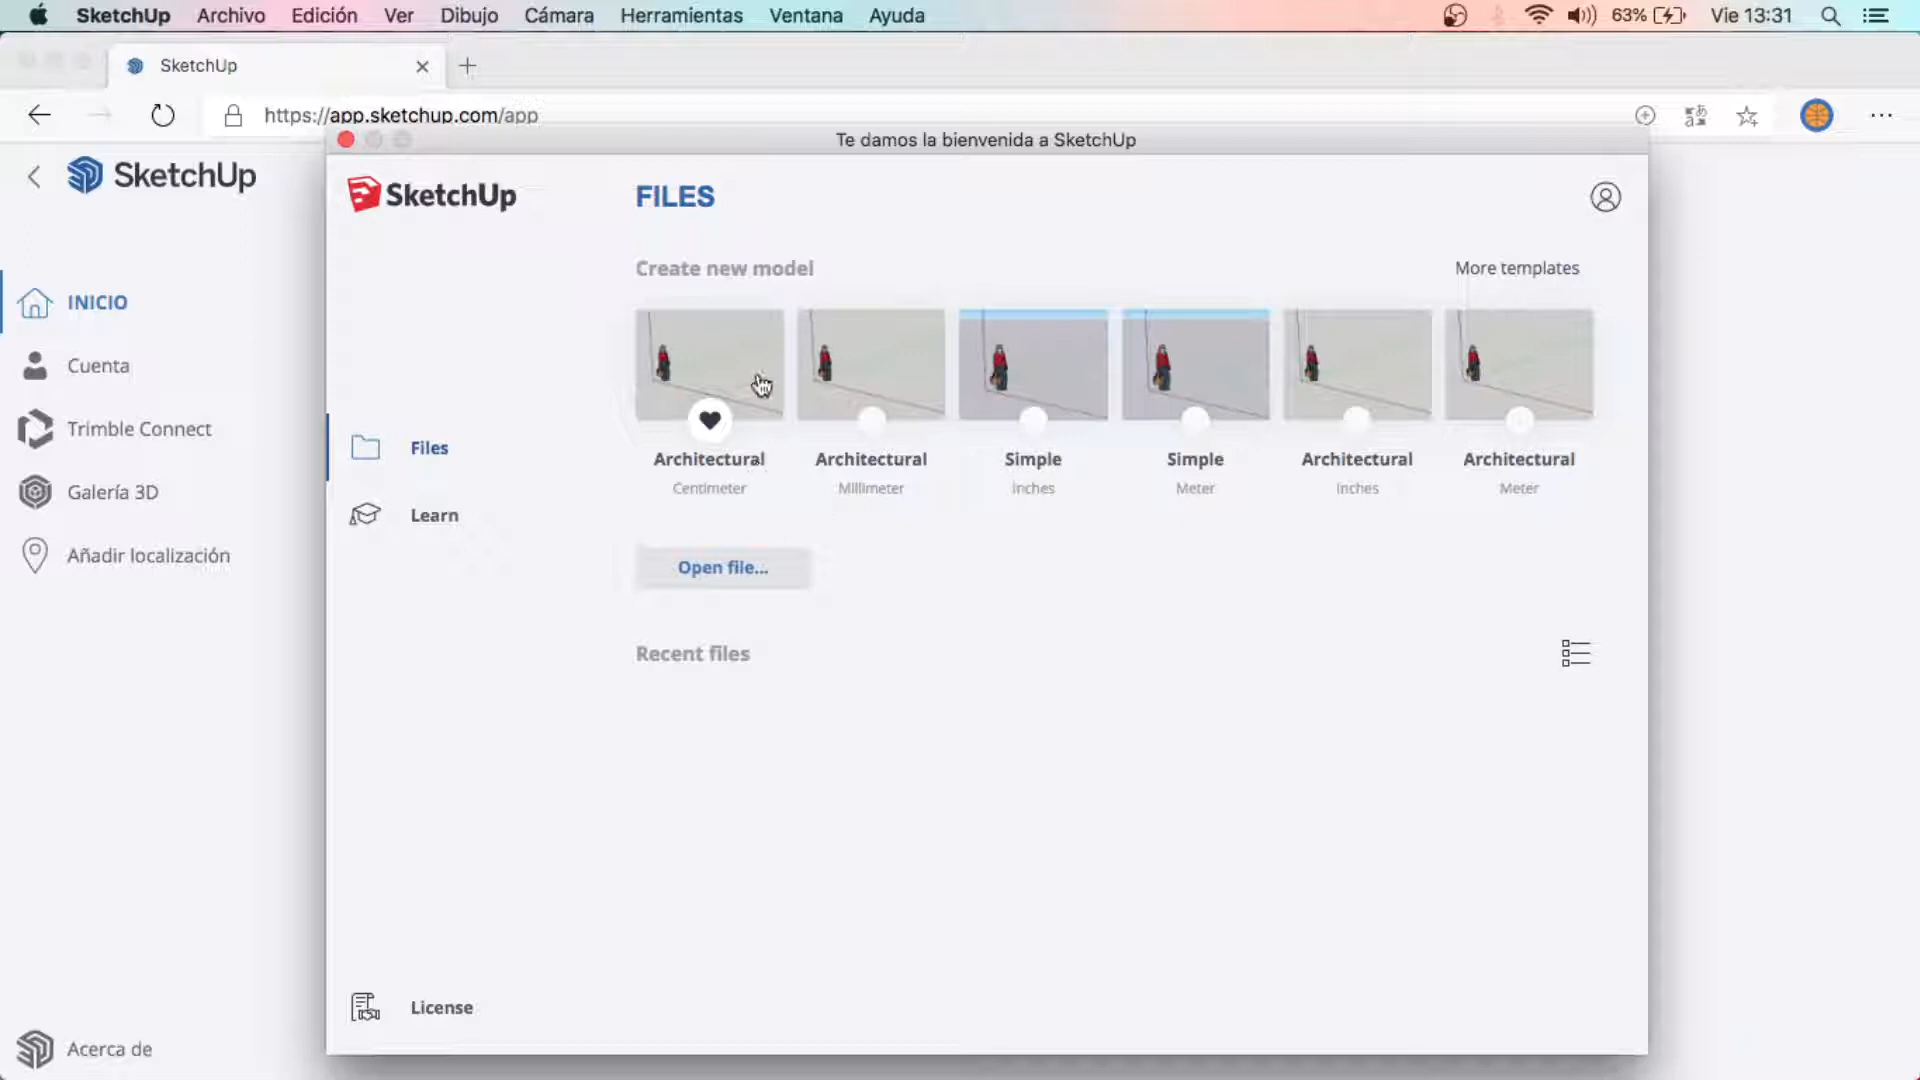 SketchUp Archivo Edición Ver Dibujo Cámara Herramientas Ventana Ayuda 63% Vie 13:31
SketchUp
https://app.sketchup.com/app
Te damos la bienvenida a SketchUp
SketchUp
INICIO
Cuenta
Trimble Connect
Galería 3D
Añadir localización
Acerca de
SketchUp
Files
Learn
License
FILES
Create new model
More templates
Architectural
Centimeter
Architectural
Millimeter
Simple
Inches
Simple
Meter
Architectural
Inches
Architectural
Meter
Open file...
Recent files